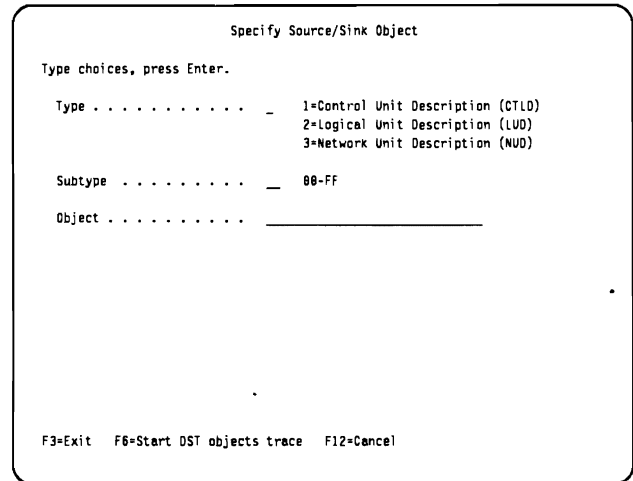 Specify Source/Sink Object
Type choices, press Enter.
Type . . . . . . . . . . . _ 1=Control Unit Description (CTLD)
2=Logical Unit Description (LUD)
3=Network Unit Description (NUD)
Subtype . . . . . . . . . . __ 00-FF
Object . . . . . . . . . . . ________________________
F3=Exit F6=Start DST objects trace F12=Cancel